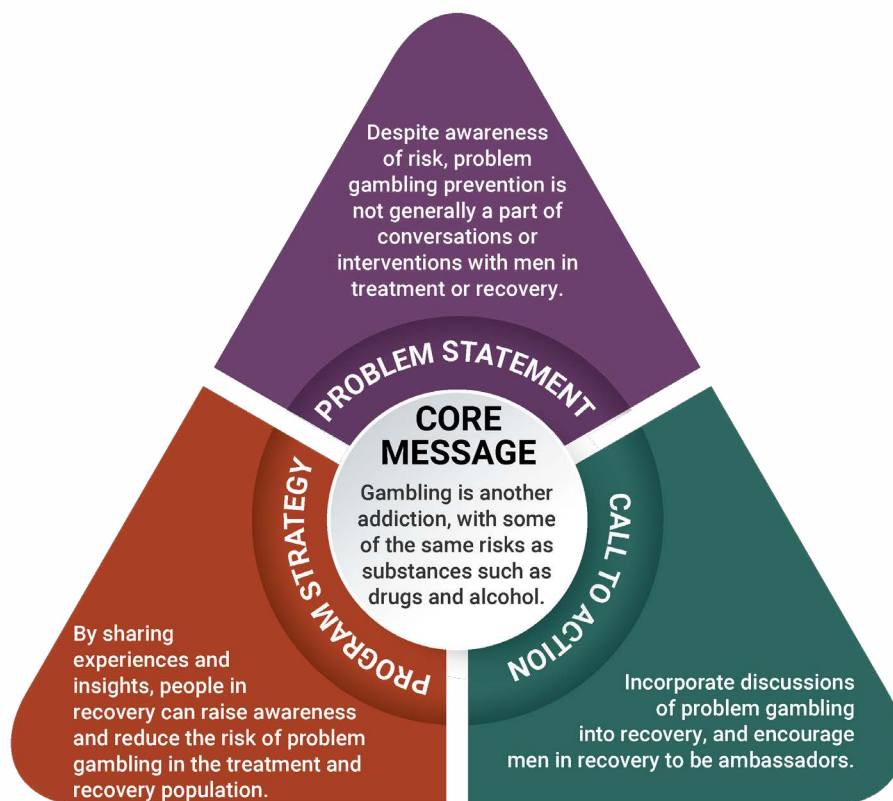 Despite awareness
of risk, problem
gambling prevention is
not generally a part of
conversations or
interventions with men in
treatment or recovery.
PROBLEM STATEMENT
CORE
MESSAGE
Gambling is another
addiction, with some
of the same risks as
substances such as
drugs and alcohol.
PROGRAM STRATEGY
By sharing
experiences and
insights, people in
recovery can raise awareness
and reduce the risk of problem
gambling in the treatment and
recovery population.
CALL TO ACTION
Incorporate discussions
of problem gambling
into recovery, and encourage
men in recovery to be ambassadors.